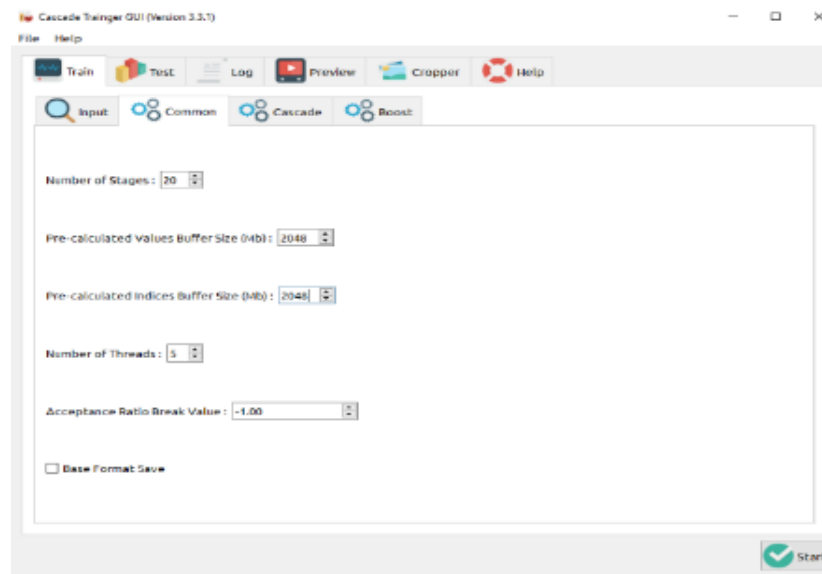 Cascade Trainger GUI (Version 3.3.1)
File Help
Train Test Log Preview Cropper Help
Input Common Cascade Boost
Number of Stages : 20
Pre-calculated Values Buffer Size (Mb) : 2048
Pre-calculated Indices Buffer Size (Mb) : 2048
Number of Threads : 5
Acceptance Ratio Break Value : -1.00
Base Format Save
Start